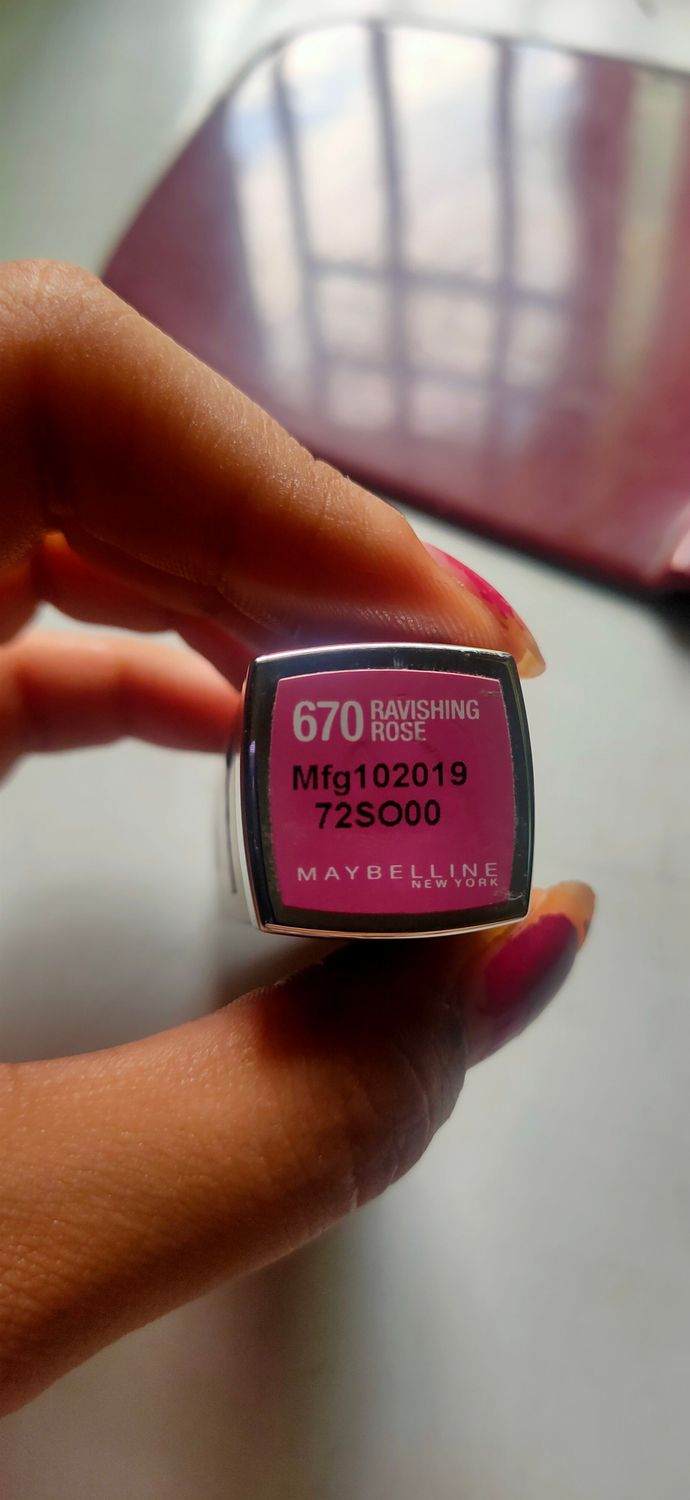 670 RAVISHING
ROSE
Mfg102019
72SO00
MAYBELLINE
NEW YORK